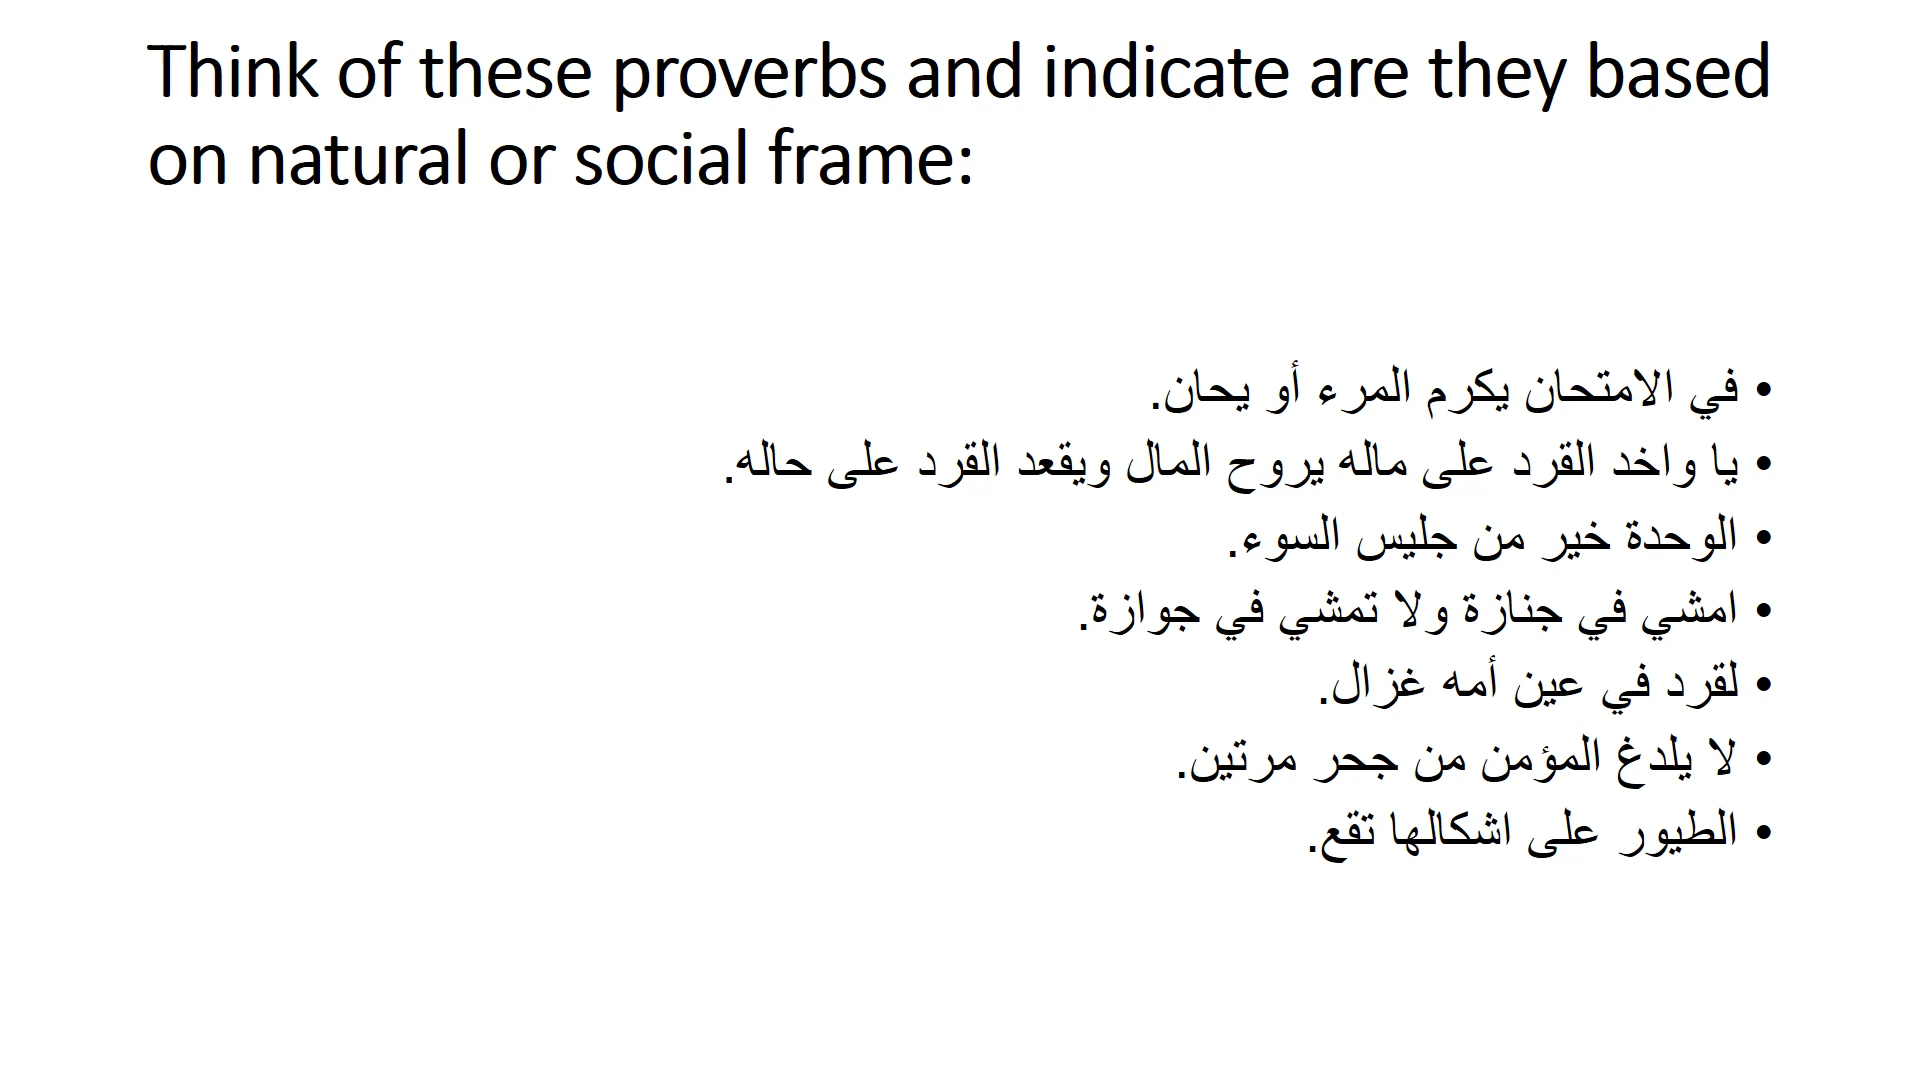 Think of these proverbs and indicate are they based
on natural or social frame:
• في الامتحان يكرم المرء أو يحان.
• يا واخد القرد على ماله يروح المال ويقعد القرد على حاله.
• الوحدة خير من جليس السوء.
• امشي في جنازة ولا تمشي في جوازة.
• لقرد في عين أمه غزال.
• لا يلدغ المؤمن من جحر مرتين.
• الطيور على اشكالها تقع.